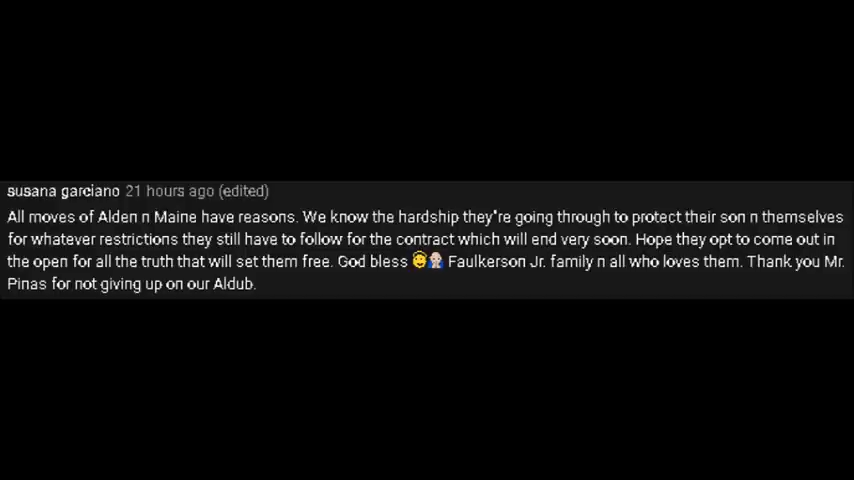 susana garciano 21 hours ago (edited)
All moves of Alden n Maine have reasons. We know the hardship they're going through to protect their son n themselves
for whatever restrictions they still have to follow for the contract which will end very soon. Hope they opt to come out in
the open for all the truth that will set them free. God bless Faulkerson Jr. family n all who loves them. Thank you Mr.
Pinas for not giving up on our Aldub.